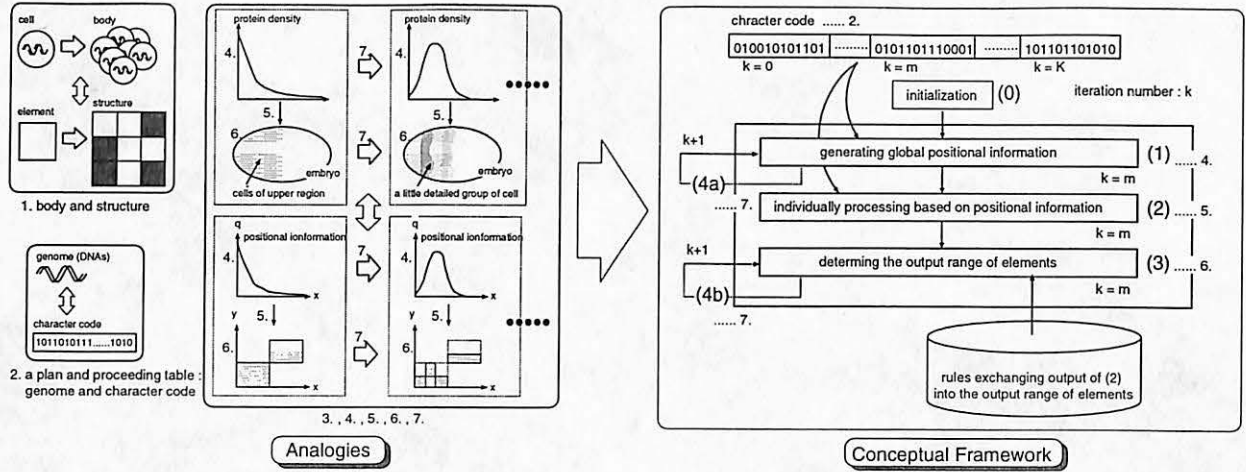 cell
body
element
structure
1. body and structure
genome (DNAs)
character code
1011010111......1010
2. a plan and proceeding table :
genome and character code
protein density
4.
7.
protein density
4.
5.
5.
6.
embryo
cells of upper region
7.
6.
embryo
a little detailed group of cell
q
positional ionformation
4.
x
7.
q
positional ionformation
4.
x
5.
5.
y
6.
x
7.
y
6.
x
3. , 4. , 5. , 6. , 7.
Analogies
chracter code ...... 2.
010010101101 ........ 0101101110001 ........ 101101101010
k = 0 k = m k = K
initialization (0)
iteration number : k
k+1
generating global positional information (1) ...... 4.
(4a)
k = m
...... 7.
individually processing based on positional information (2) ...... 5.
k = m
k+1
determing the output range of elements (3) ...... 6.
(4b)
k = m
...... 7.
rules exchanging output of (2)
into the output range of elements
Conceptual Framework